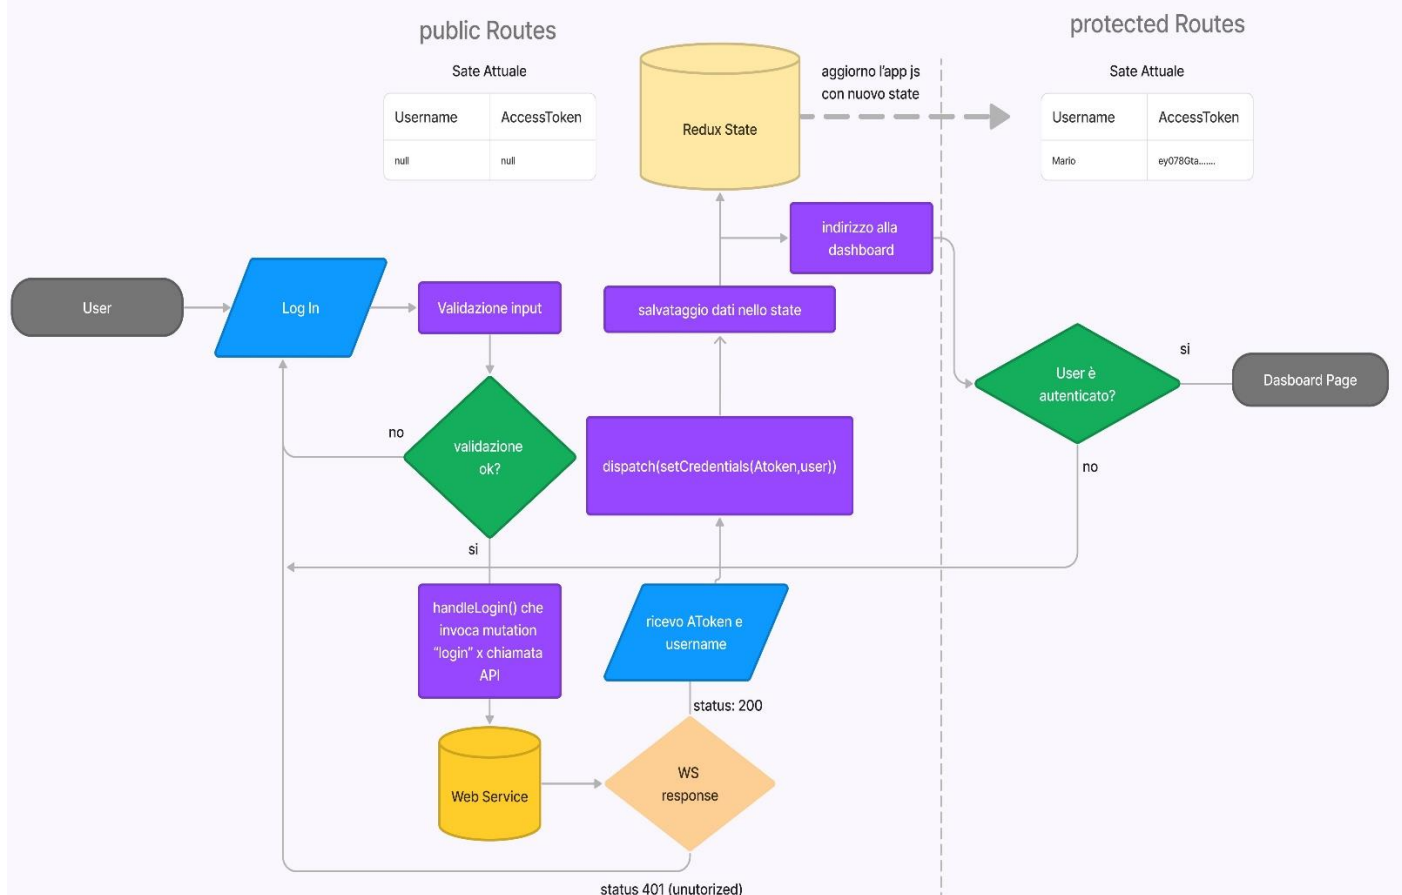 public Routes
protected Routes
Sate Attuale
Username AccessToken
null null
Redux State
aggiorno l'app js
con nuovo state
Sate Attuale
Username AccessToken
Mario ey078Gta.......
indirizzo alla
dashboard
User
Log In
Validazione input
salvataggio dati nello state
User è
autenticato?
si
Dasboard Page
no
validazione
ok?
no
si
dispatch(setCredentials(Atoken,user))
handleLogin() che
invoca mutation
“login” x chiamata
API
ricevo AToken e
username
status: 200
Web Service
WS
response
status 401 (unutorized)